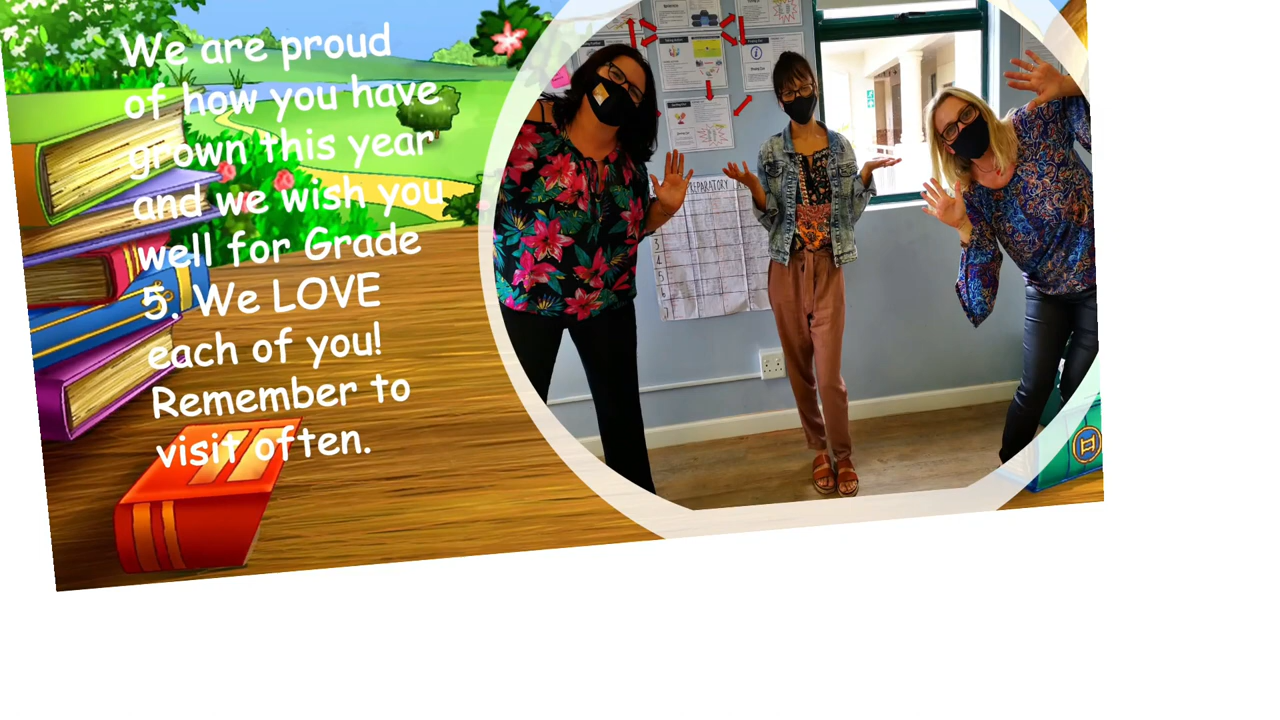 We are proud
of how you have
grown this year
and we wish you
well for Grade
5. We LOVE
each of you!
Remember to
visit often.